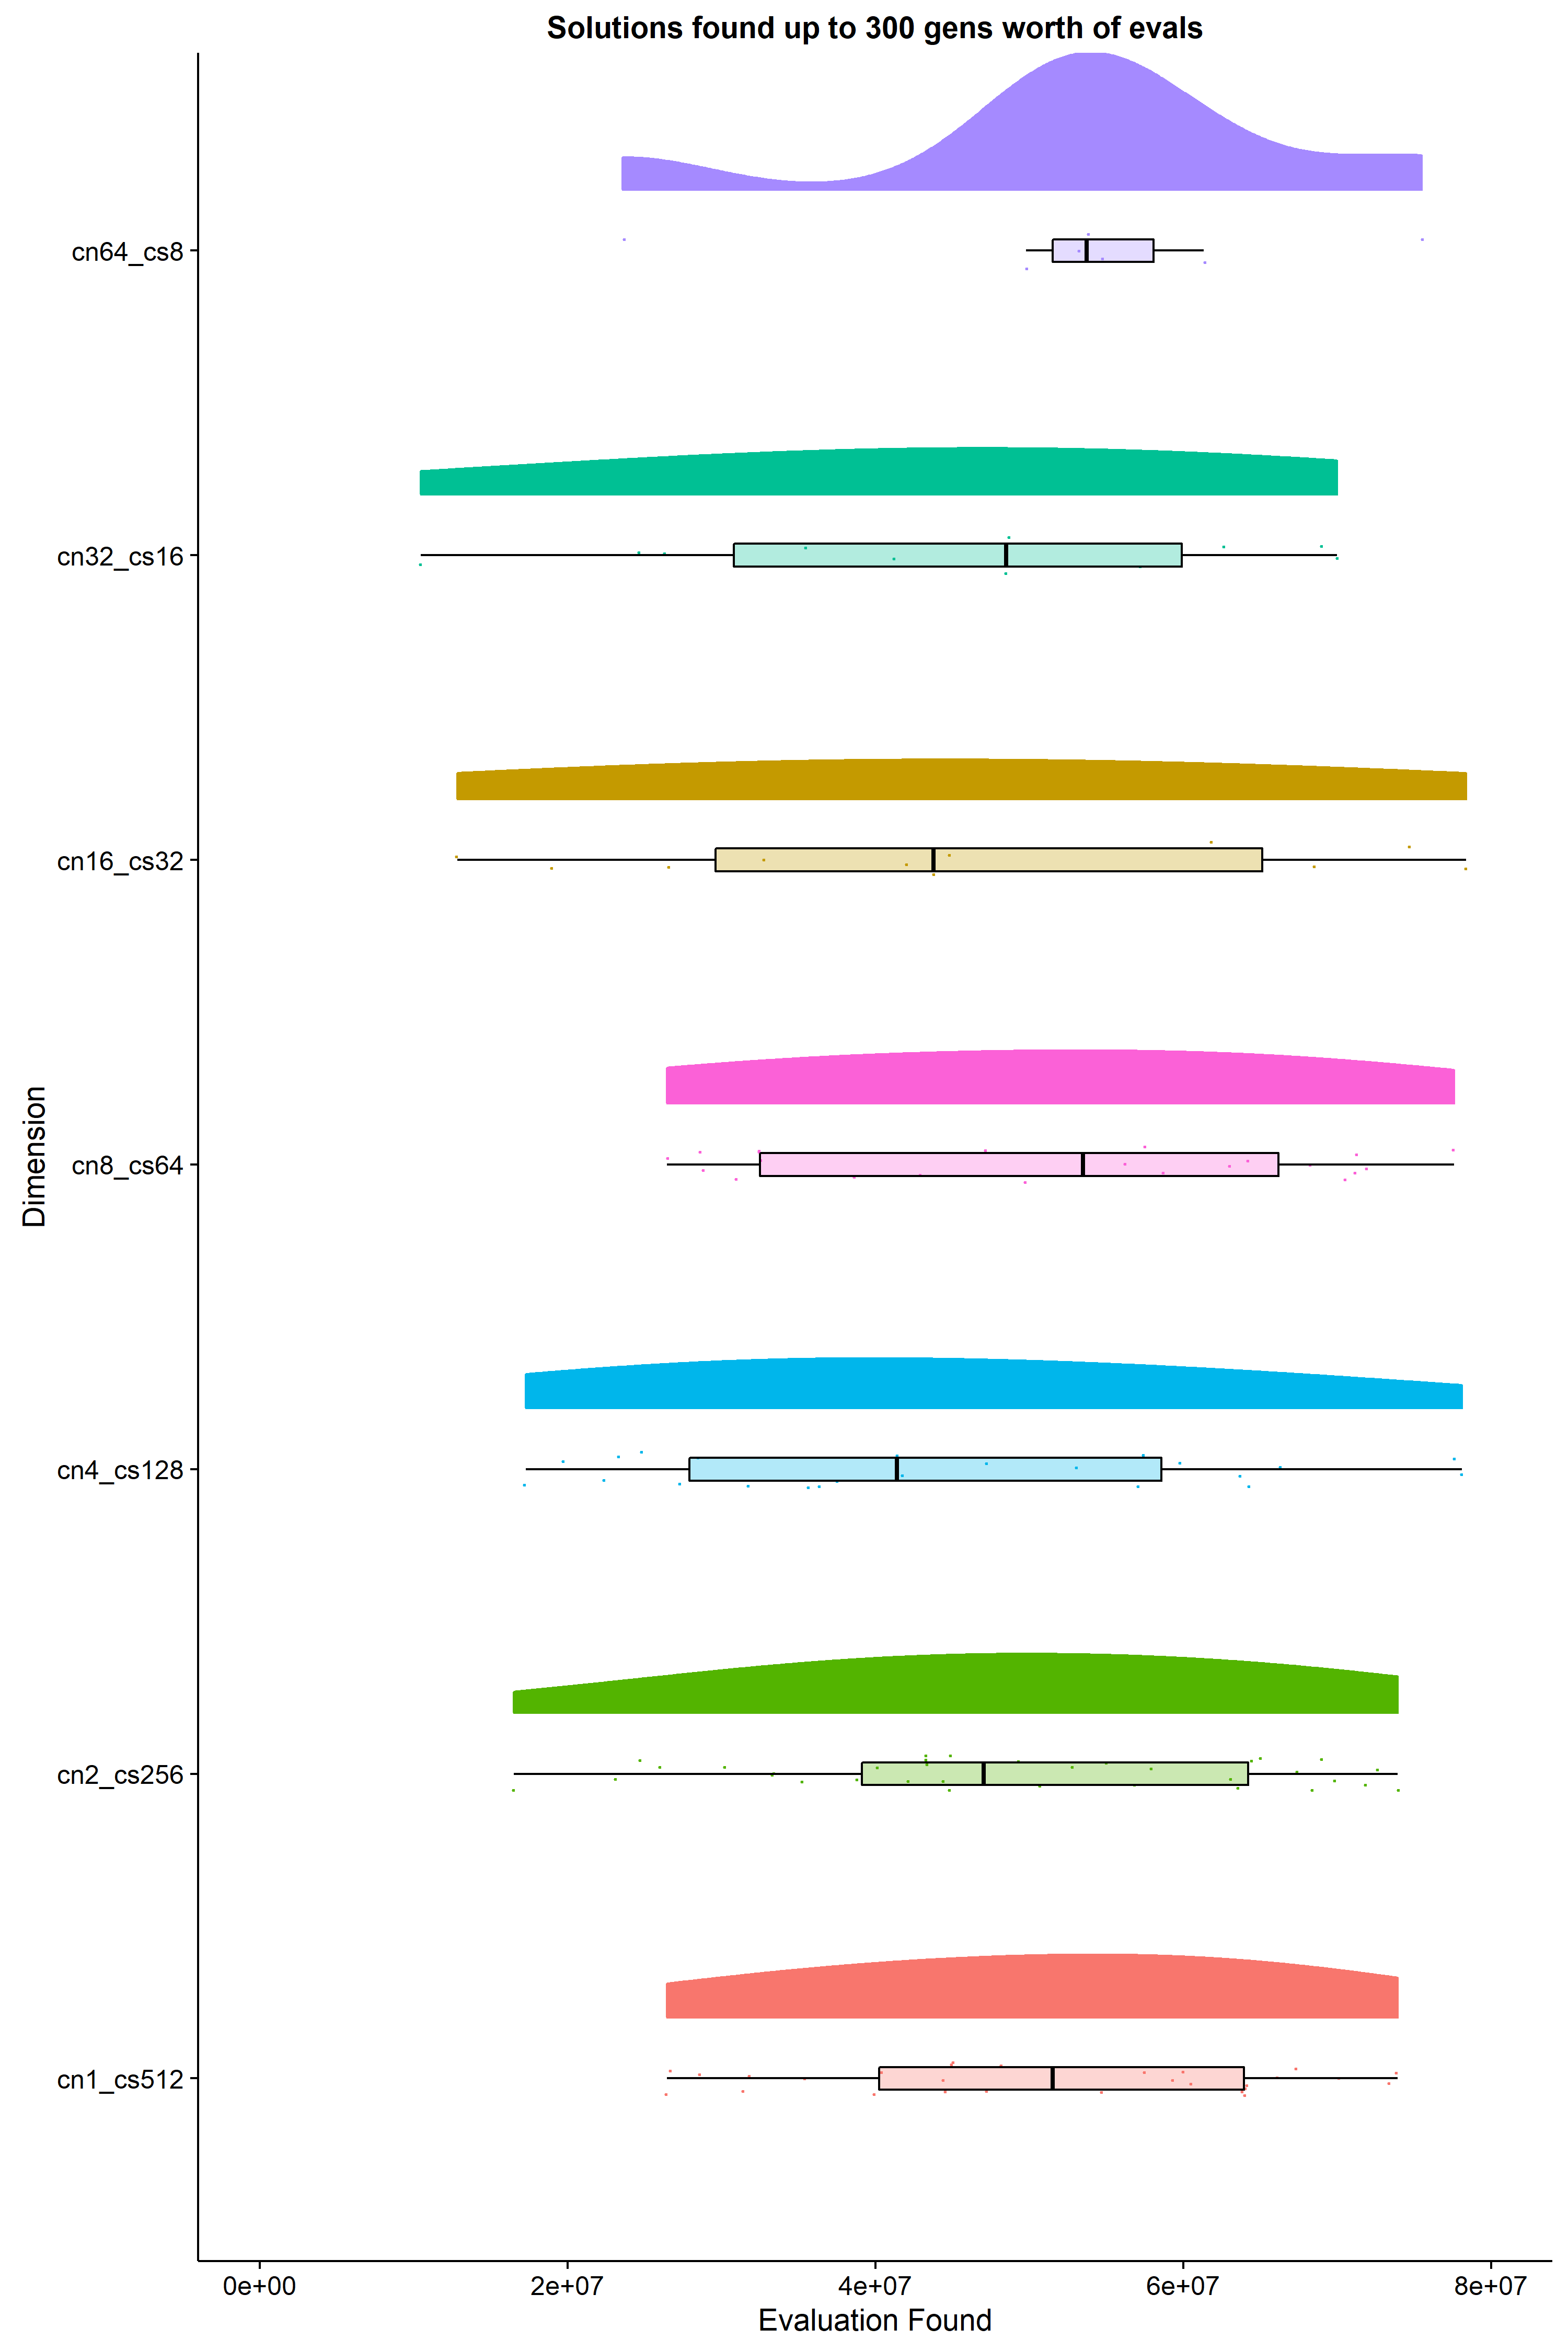 Solutions found up to 300 gens worth of evals
cn64_cs8
cn32_cs16
cn16_cs32
cn8_cs64
cn4_cs128
cn2_cs256
cn1_cs512
Dimension
0e+00 2e+07 4e+07 6e+07 8e+07
Evaluation Found